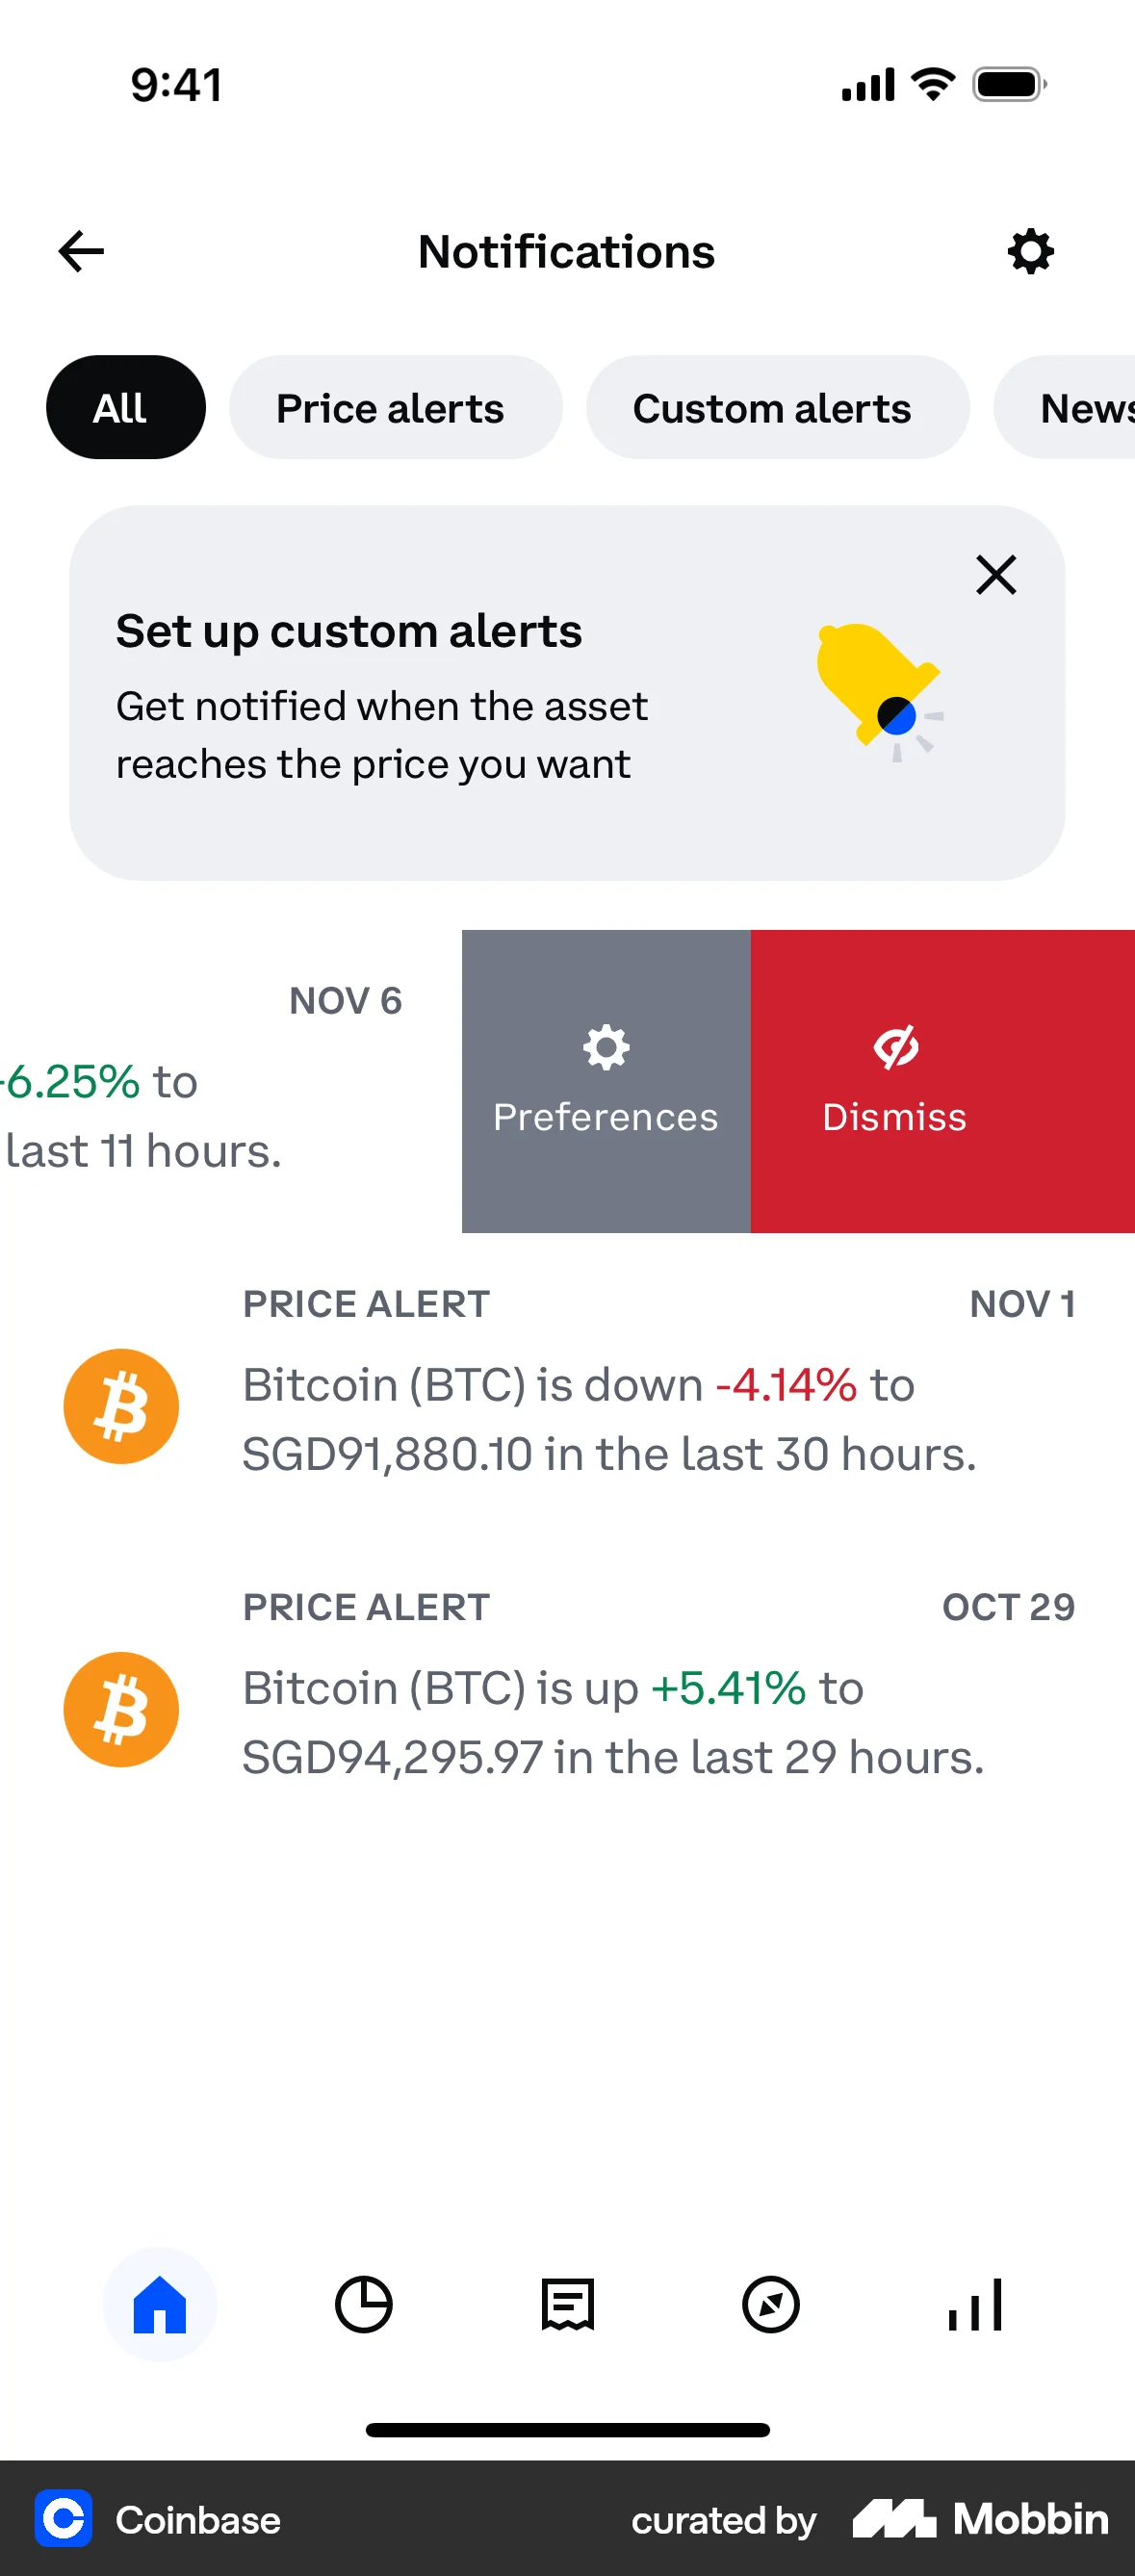 9:41
Notifications
All
Price alerts
Custom alerts
News
Set up custom alerts
Get notified when the asset
reaches the price you want
NOV 6
6.25% to
last 11 hours.
Preferences
Dismiss
PRICE ALERT
NOV 1
Bitcoin (BTC) is down -4.14% to
SGD91,880.10 in the last 30 hours.
PRICE ALERT
OCT 29
Bitcoin (BTC) is up +5.41% to
SGD94,295.97 in the last 29 hours.
Coinbase
curated by
Mobbin